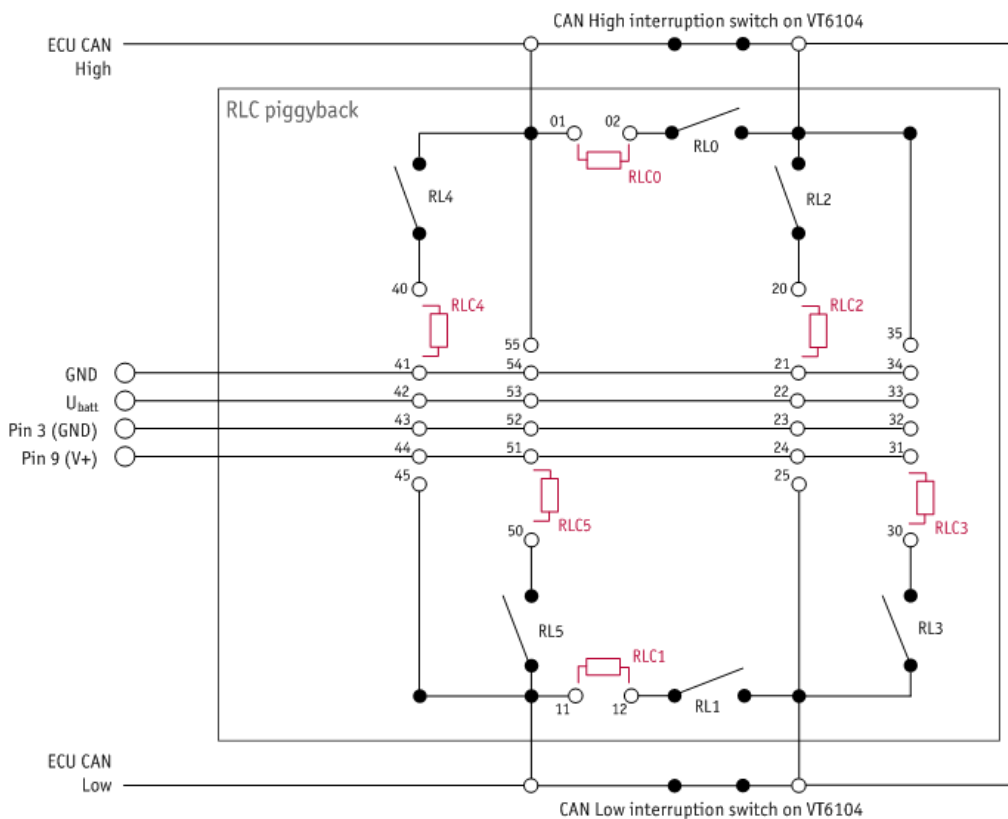 CAN High interruption switch on VT6104
ECU CAN
High
RLC piggyback
01
02
RL0
RLC0
RL4
RL2
40
20
RLC4
RLC2
55
35
GND
41
54
21
34
U_batt
42
53
22
33
Pin 3 (GND)
43
52
23
32
Pin 9 (V+)
44
51
24
31
45
25
RLC5
RLC3
50
30
RL5
RL3
RLC1
11
12
RL1
ECU CAN
Low
CAN Low interruption switch on VT6104